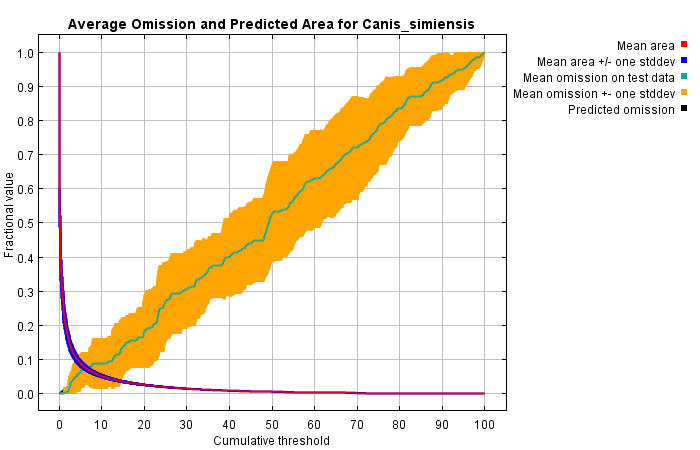 Average Omission and Predicted Area for Canis_simiensis
Mean area
Mean area +/- one stddev
Mean omission on test data
Mean omission +- one stddev
Predicted omission
Fractional value
1.0
0.9
0.8
0.7
0.6
0.5
0.4
0.3
0.2
0.1
0.0
0 10 20 30 40 50 60 70 80 90 100
Cumulative threshold